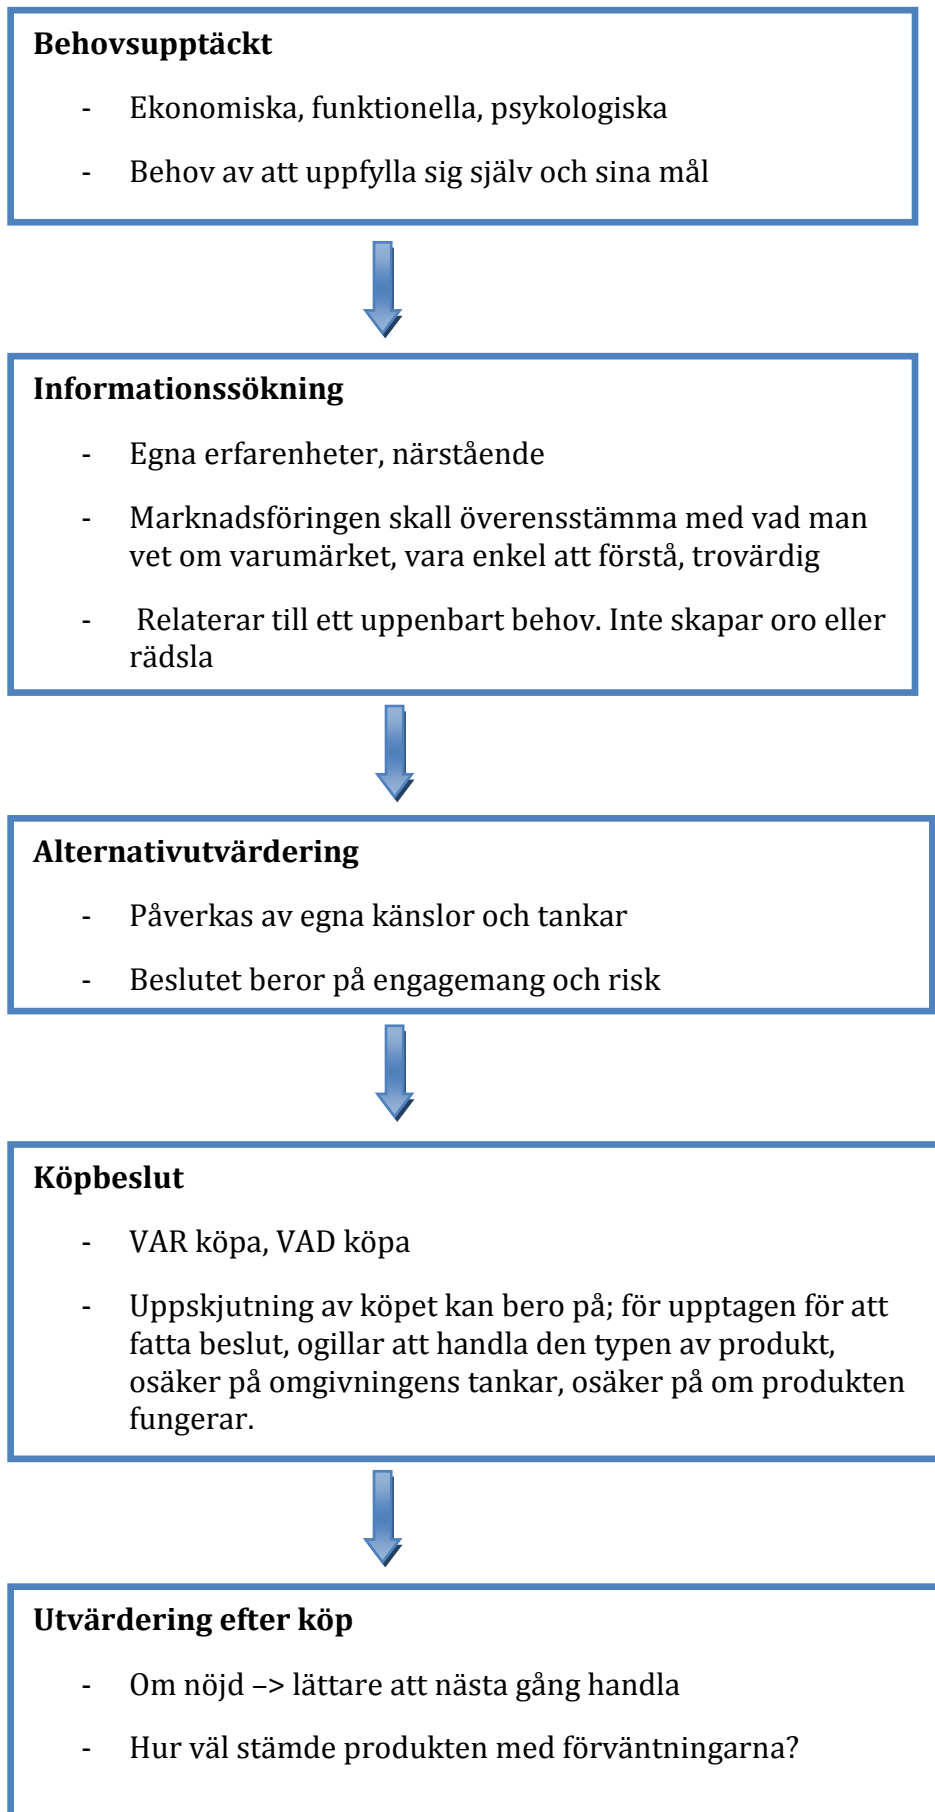 Behovsupptäckt
- Ekonomiska, funktionella, psykologiska
- Behov av att uppfylla sig själv och sina mål
Informationssökning
- Egna erfarenheter, närstående
- Marknadsföringen skall överensstämma med vad man
vet om varumärket, vara enkel att förstå, trovärdig
- Relaterar till ett uppenbart behov. Inte skapar oro eller
rädsla
Alternativutvärdering
- Påverkas av egna känslor och tankar
- Beslutet beror på engagemang och risk
Köpbeslut
- VAR köpa, VAD köpa
- Uppskjutning av köpet kan bero på; för upptagen för att
fatta beslut, ogillar att handla den typen av produkt,
osäker på omgivningens tankar, osäker på om produkten
fungerar.
Utvärdering efter köp
- Om nöjd –> lättare att nästa gång handla
- Hur väl stämde produkten med förväntningarna?